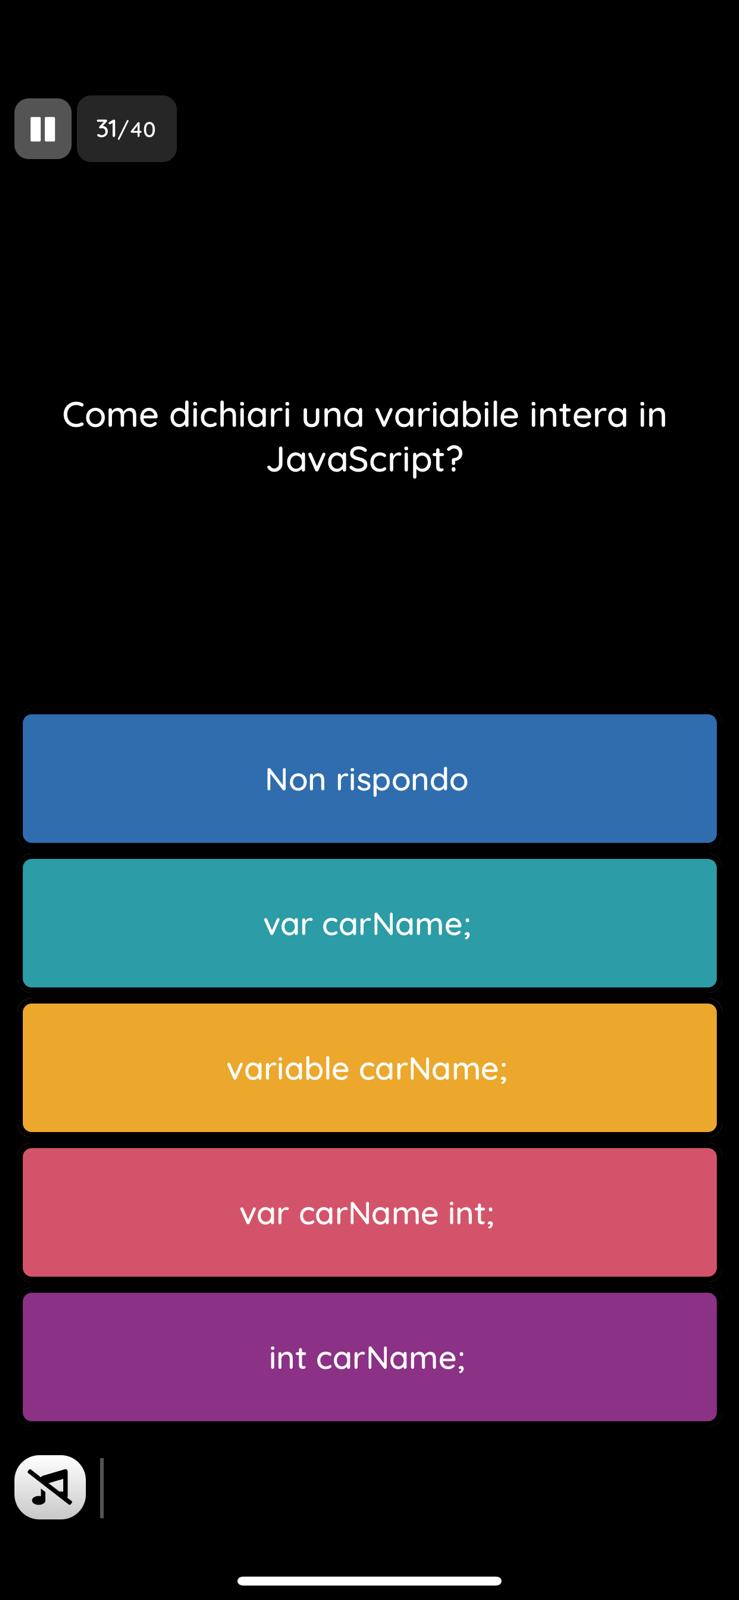 31/40
Come dichiari una variabile intera in
JavaScript?
Non rispondo
var carName;
variable carName;
var carName int;
int carName;